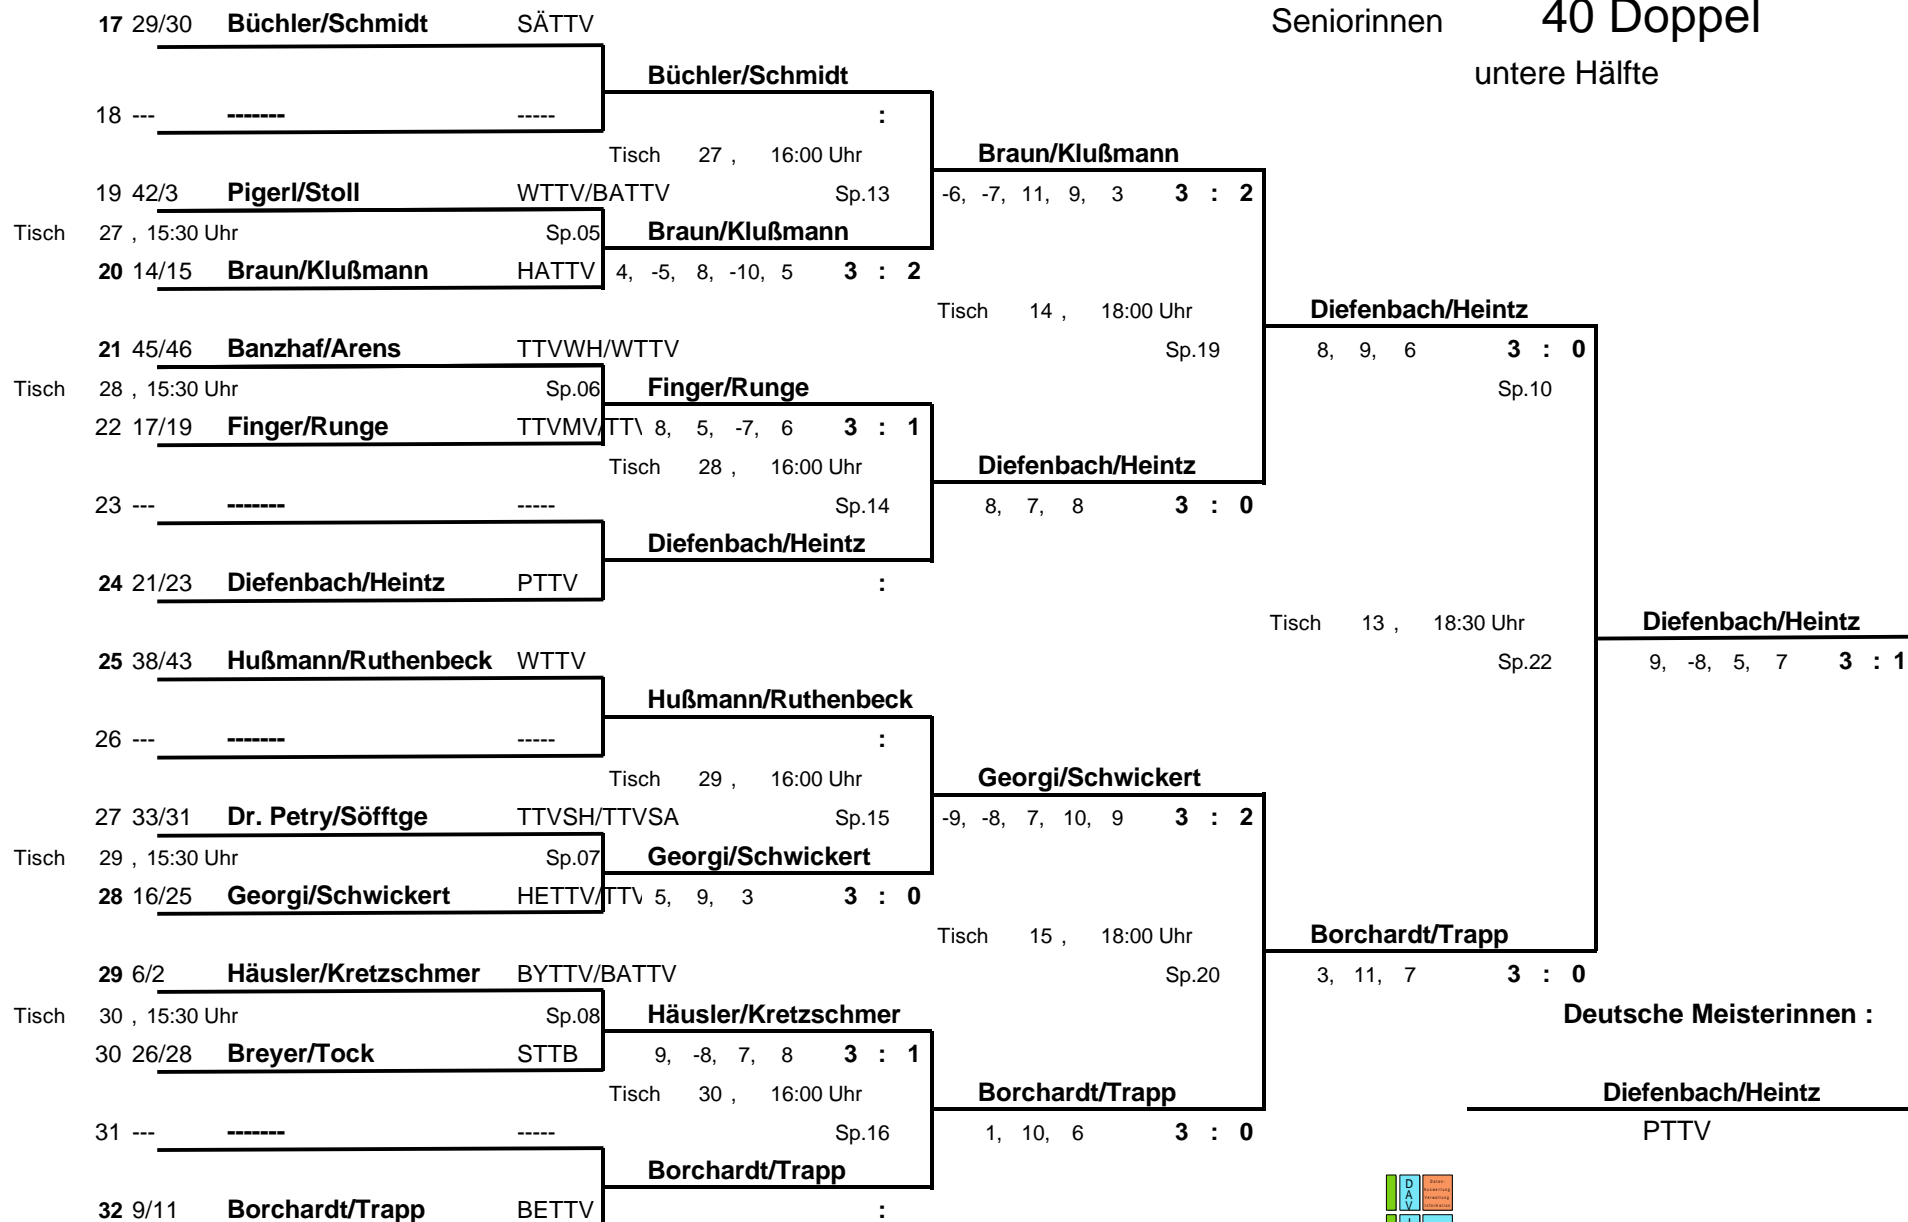 17 29/30 Büchler/Schmidt SÄTTV Seniorinnen 40 Doppel
Büchler/Schmidt untere Hälfte
18 --- ------- ----- :
Tisch 27 , 16:00 Uhr Braun/Klußmann
19 42/3 Pigerl/Stoll WTTV/BATTV Sp.13 -6, -7, 11, 9, 3 3 : 2
Tisch 27 , 15:30 Uhr Sp.05 Braun/Klußmann
20 14/15 Braun/Klußmann HATTV 4, -5, 8, -10, 5 3 : 2
Tisch 14 , 18:00 Uhr Diefenbach/Heintz
21 45/46 Banzhaf/Arens TTVWH/WTTV Sp.19 8, 9, 6 3 : 0
Tisch 28 , 15:30 Uhr Sp.06 Finger/Runge Sp.10
22 17/19 Finger/Runge TTVMV/TTV 8, 5, -7, 6 3 : 1
Tisch 28 , 16:00 Uhr Diefenbach/Heintz
23 --- ------- ----- Sp.14 8, 7, 8 3 : 0
Diefenbach/Heintz
24 21/23 Diefenbach/Heintz PTTV :
Tisch 13 , 18:30 Uhr Diefenbach/Heintz
25 38/43 Hußmann/Ruthenbeck WTTV Sp.22 9, -8, 5, 7 3 : 1
Hußmann/Ruthenbeck
26 --- ------- ----- :
Tisch 29 , 16:00 Uhr Georgi/Schwickert
27 33/31 Dr. Petry/Söfftge TTVSH/TTVSA Sp.15 -9, -8, 7, 10, 9 3 : 2
Tisch 29 , 15:30 Uhr Sp.07 Georgi/Schwickert
28 16/25 Georgi/Schwickert HETTV/TTV 5, 9, 3 3 : 0
Tisch 15 , 18:00 Uhr Borchardt/Trapp
29 6/2 Häusler/Kretzschmer BYTTV/BATTV Sp.20 3, 11, 7 3 : 0
Tisch 30 , 15:30 Uhr Sp.08 Häusler/Kretzschmer Deutsche Meisterinnen :
30 26/28 Breyer/Tock STTB 9, -8, 7, 8 3 : 1
Tisch 30 , 16:00 Uhr Borchardt/Trapp Diefenbach/Heintz
31 --- ------- ----- Sp.16 1, 10, 6 3 : 0 PTTV
Borchardt/Trapp
32 9/11 Borchardt/Trapp BETTV :
DAV